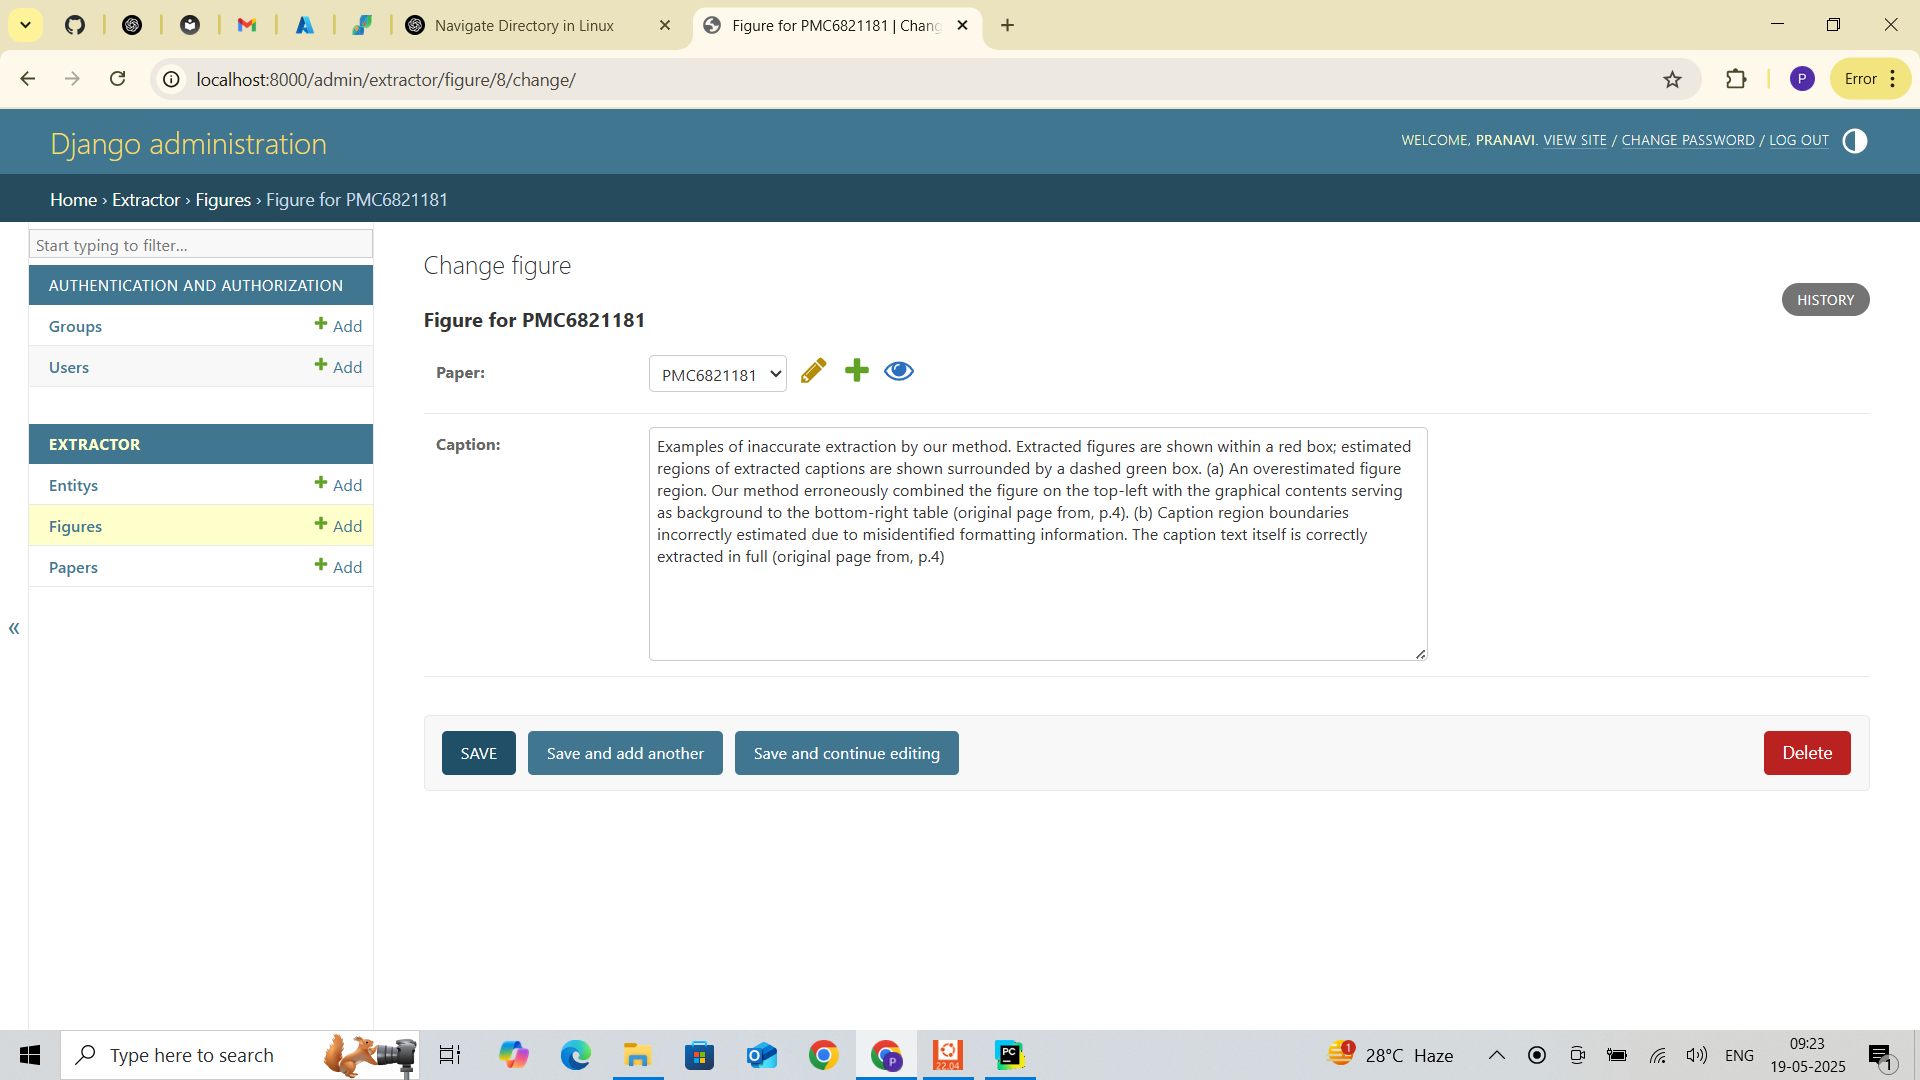 Navigate Directory in Linux
Figure for PMC6821181 | Chang
localhost:8000/admin/extractor/figure/8/change/
P
Error
Django administration
WELCOME, PRANAVI. VIEW SITE / CHANGE PASSWORD / LOG OUT
Home › Extractor › Figures › Figure for PMC6821181
Start typing to filter...
AUTHENTICATION AND AUTHORIZATION
Groups
Add
Users
Add
EXTRACTOR
Entitys
Add
Figures
Add
Papers
Add
«
Change figure
HISTORY
Figure for PMC6821181
Paper:
PMC6821181
Caption:
Examples of inaccurate extraction by our method. Extracted figures are shown within a red box; estimated
regions of extracted captions are shown surrounded by a dashed green box. (a) An overestimated figure
region. Our method erroneously combined the figure on the top-left with the graphical contents serving
as background to the bottom-right table (original page from, p.4). (b) Caption region boundaries
incorrectly estimated due to misidentified formatting information. The caption text itself is correctly
extracted in full (original page from, p.4)
SAVE
Save and add another
Save and continue editing
Delete
Type here to search
P
22.04
PC
1
28°C Haze
ENG
09:23
19-05-2025
1